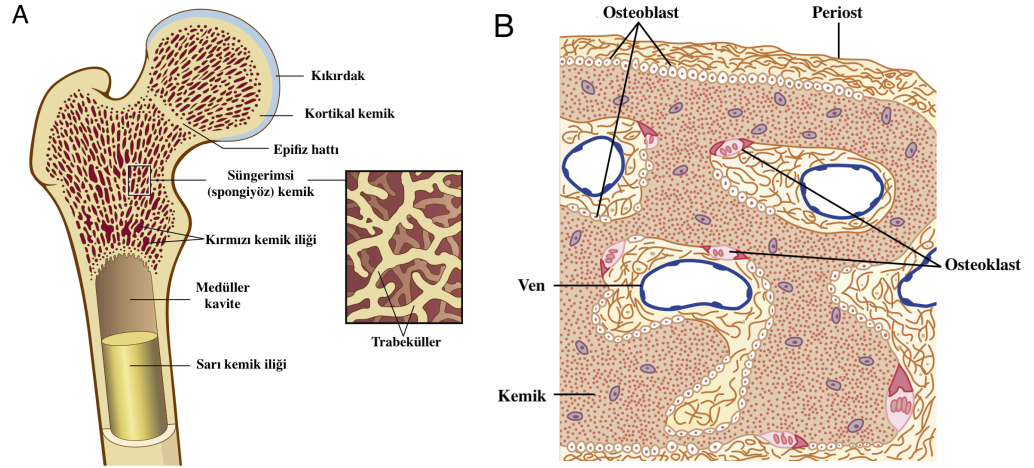 A
Kıkırdak
Kortikal kemik
Epifiz hattı
Süngerimsi
(spongiyöz) kemik
Kırmızı kemik iliği
Medüller
kavite
Sarı kemik iliği
Trabeküller
B
Osteoblast
Periost
Osteoklast
Ven
Kemik